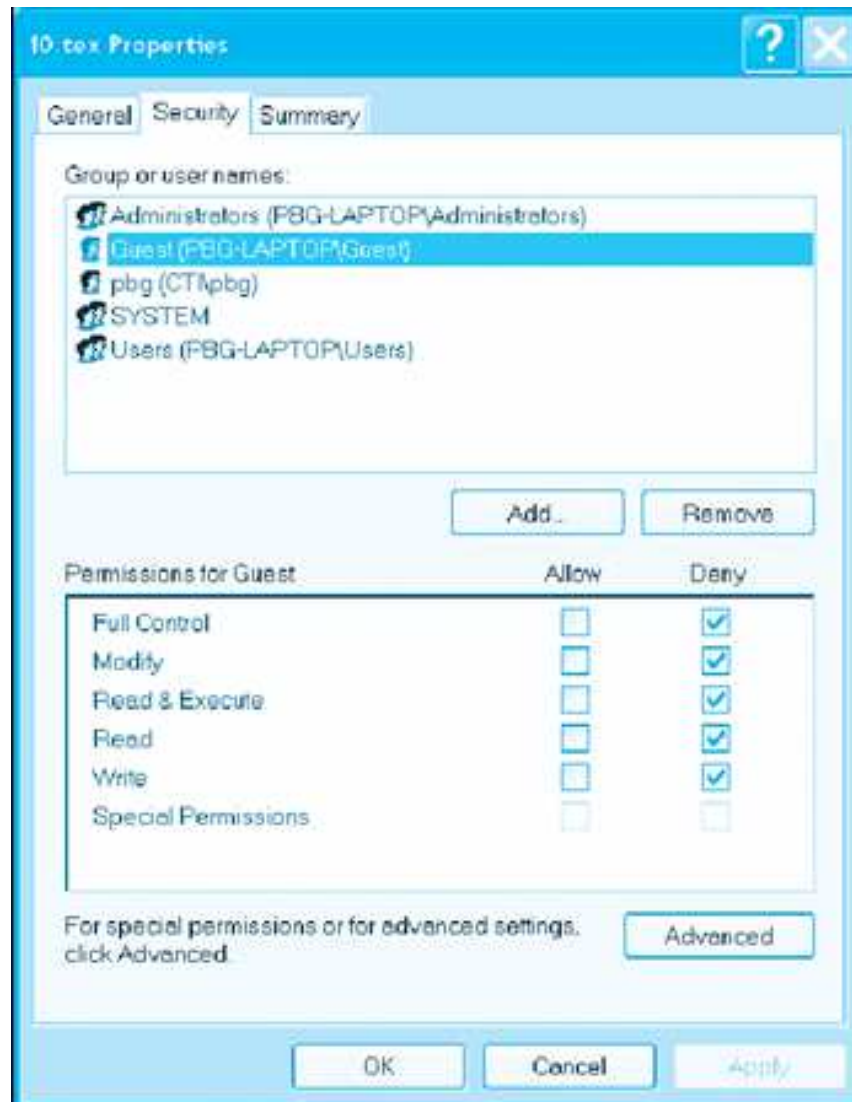 10.tex Properties
?
General Security Summary
Group or user names:
Administrators (PBG-LAPTOP\Administrators)
Guest (PBG-LAPTOP\Guest)
pbg (CTI\pbg)
SYSTEM
Users (PBG-LAPTOP\Users)
Add... Remove
Permissions for Guest Allow Deny
Full Control
Modify
Read & Execute
Read
Write
Special Permissions
For special permissions or for advanced settings,
click Advanced. Advanced
OK Cancel Apply